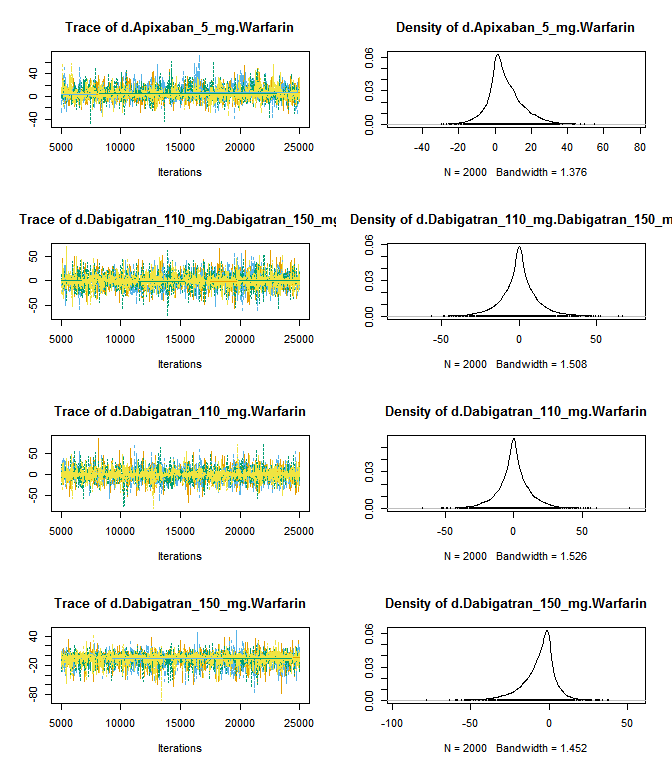 Trace of d.Apixaban_5_mg.Warfarin
Density of d.Apixaban_5_mg.Warfarin
-40 0 40
0.00 0.03 0.06
5000 10000 15000 20000 25000
-40 -20 0 20 40 60 80
Iterations
N = 2000 Bandwidth = 1.376
Trace of d.Dabigatran_110_mg.Dabigatran_150_mg
Density of d.Dabigatran_110_mg.Dabigatran_150_m
-50 0 50
0.00 0.03 0.06
5000 10000 15000 20000 25000
-50 0 50
Iterations
N = 2000 Bandwidth = 1.508
Trace of d.Dabigatran_110_mg.Warfarin
Density of d.Dabigatran_110_mg.Warfarin
-50 0 50
0.00 0.03
5000 10000 15000 20000 25000
-50 0 50
Iterations
N = 2000 Bandwidth = 1.526
Trace of d.Dabigatran_150_mg.Warfarin
Density of d.Dabigatran_150_mg.Warfarin
-80 -20 40
0.00 0.03 0.06
5000 10000 15000 20000 25000
-100 -50 0 50
Iterations
N = 2000 Bandwidth = 1.452